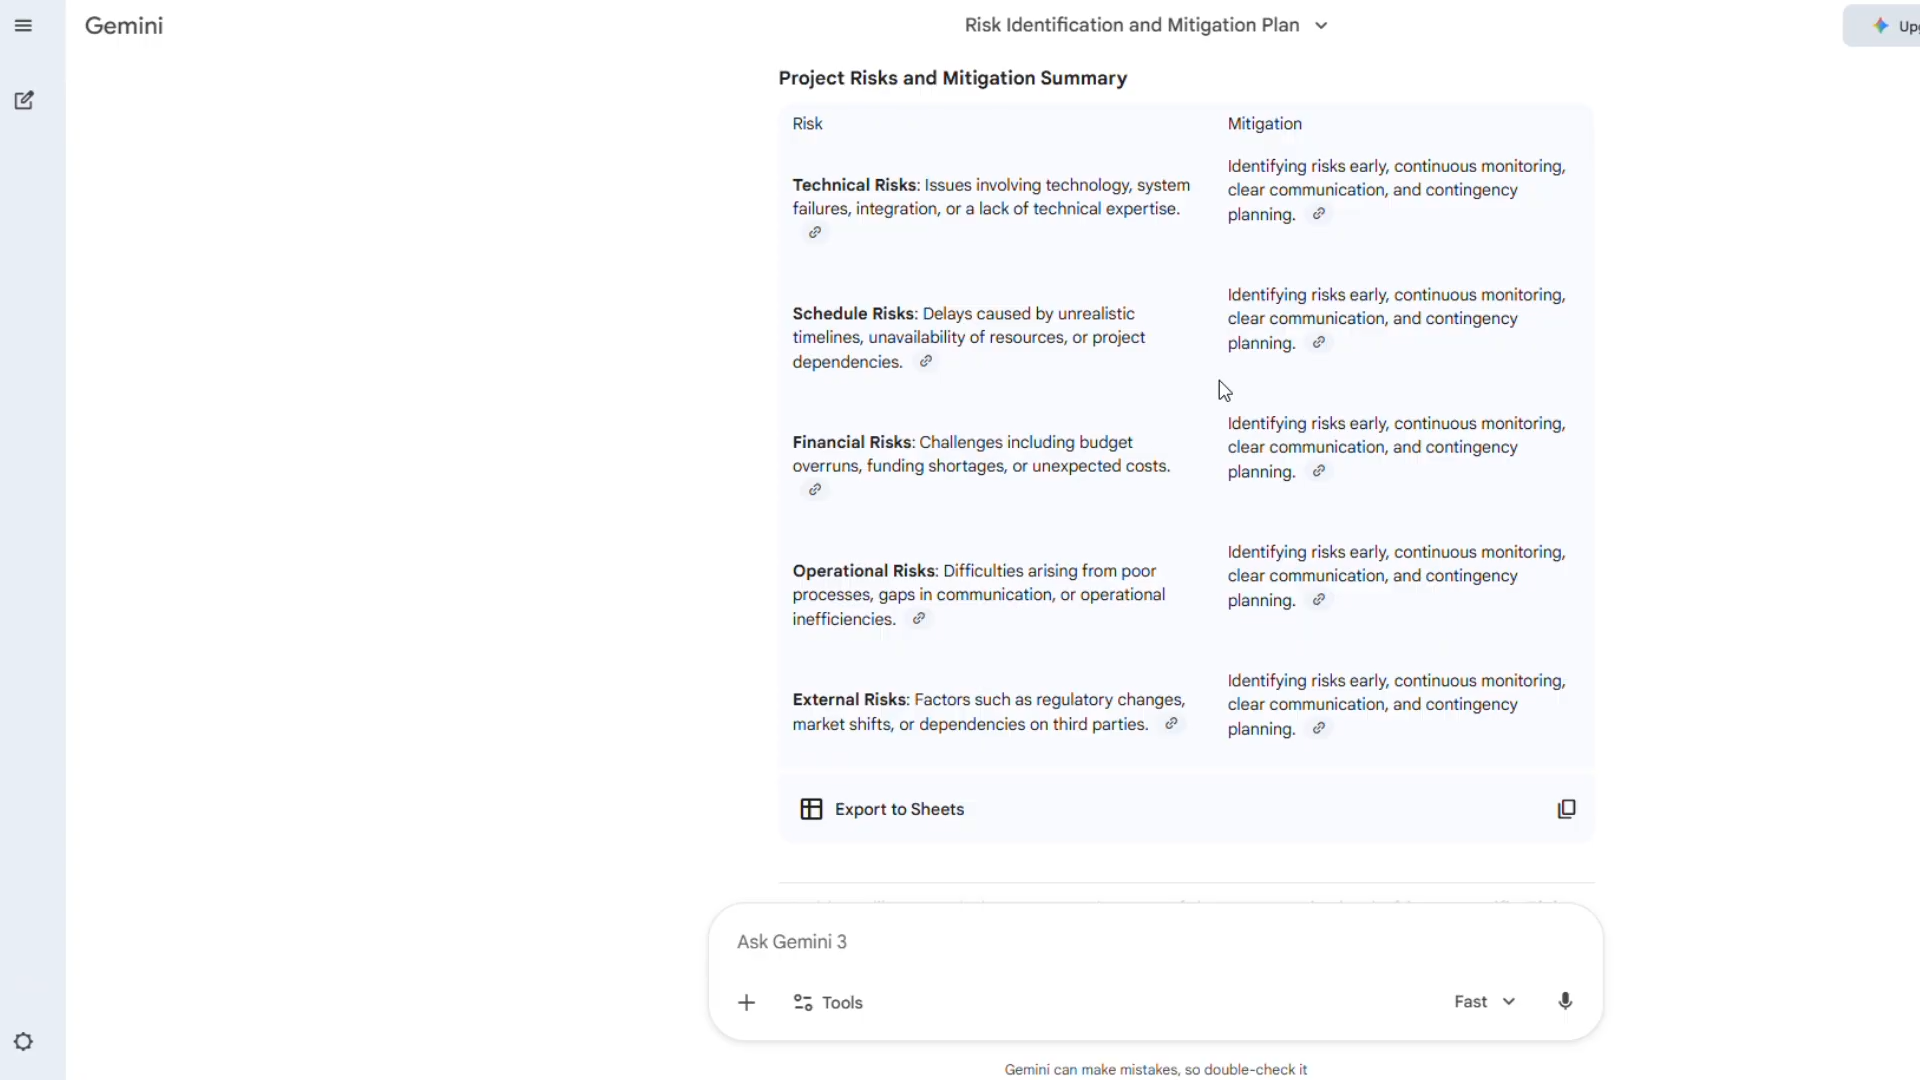 Gemini
Risk Identification and Mitigation Plan
Project Risks and Mitigation Summary
Risk
Mitigation
Technical Risks: Issues involving technology, system
failures, integration, or a lack of technical expertise.
Identifying risks early, continuous monitoring,
clear communication, and contingency
planning.
Schedule Risks: Delays caused by unrealistic
timelines, unavailability of resources, or project
dependencies.
Identifying risks early, continuous monitoring,
clear communication, and contingency
planning.
Financial Risks: Challenges including budget
overruns, funding shortages, or unexpected costs.
Identifying risks early, continuous monitoring,
clear communication, and contingency
planning.
Operational Risks: Difficulties arising from poor
processes, gaps in communication, or operational
inefficiencies.
Identifying risks early, continuous monitoring,
clear communication, and contingency
planning.
External Risks: Factors such as regulatory changes,
market shifts, or dependencies on third parties.
Identifying risks early, continuous monitoring,
clear communication, and contingency
planning.
Export to Sheets
Ask Gemini 3
Tools
Fast
Gemini can make mistakes, so double-check it